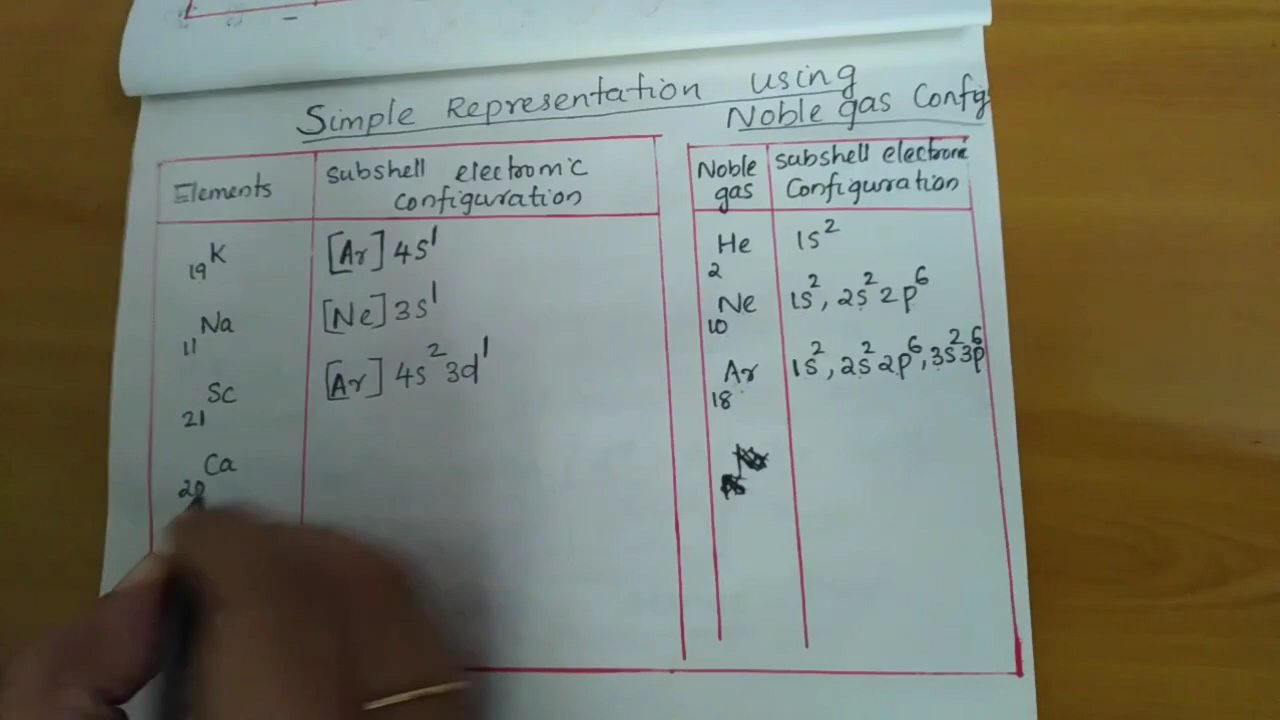 Simple Representation using
Noble gas Config
Elements
subshell electronic
configuration
19K
[Ar] 4s¹
11Na
[Ne] 3s¹
21Sc
[Ar] 4s² 3d¹
20Ca
Noble
gas
subshell electronic
Configuration
He
2
1s²
Ne
10
1s², 2s² 2p⁶
Ar
18
1s², 2s² 2p⁶, 3s² 3p⁶